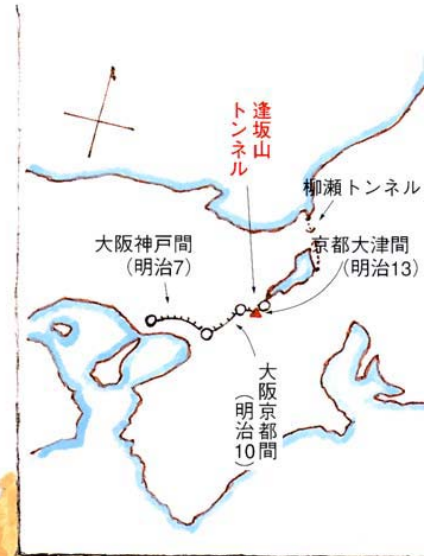 逢坂山
トンネル
柳瀬トンネル
大阪神戸間
（明治7）
京都大津間
（明治13）
大阪京都間
（明治10）